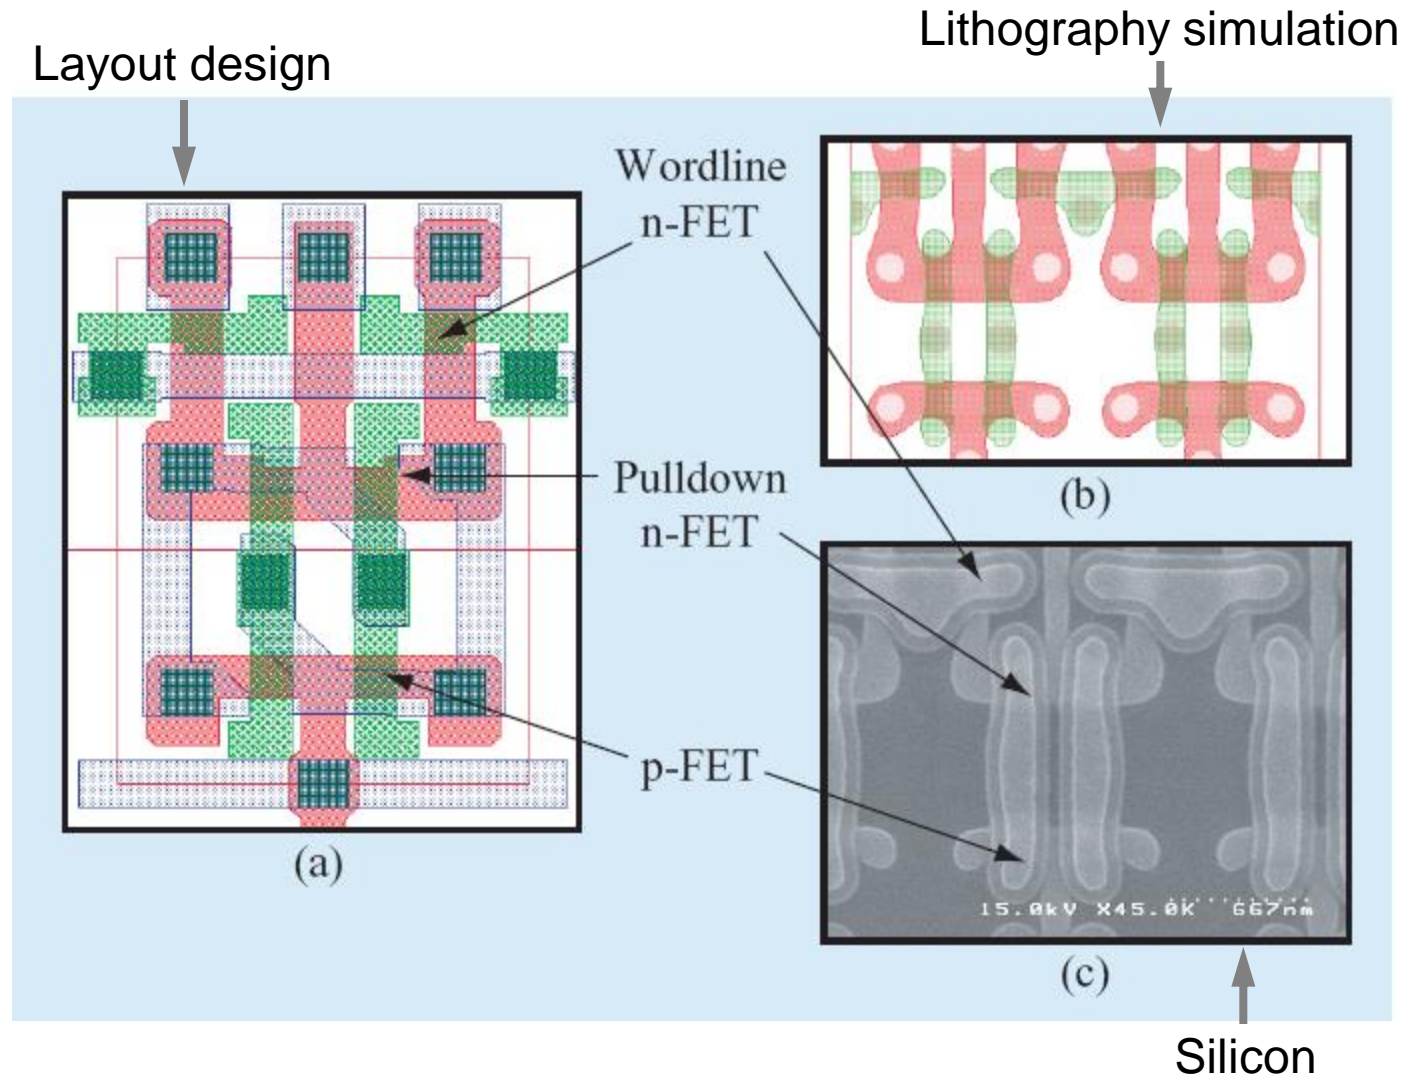 Lithography simulation
Layout design
Wordline
n-FET
Pulldown
n-FET
(b)
p-FET
(a)
15.0kV X45.0K 667nm
(c)
Silicon